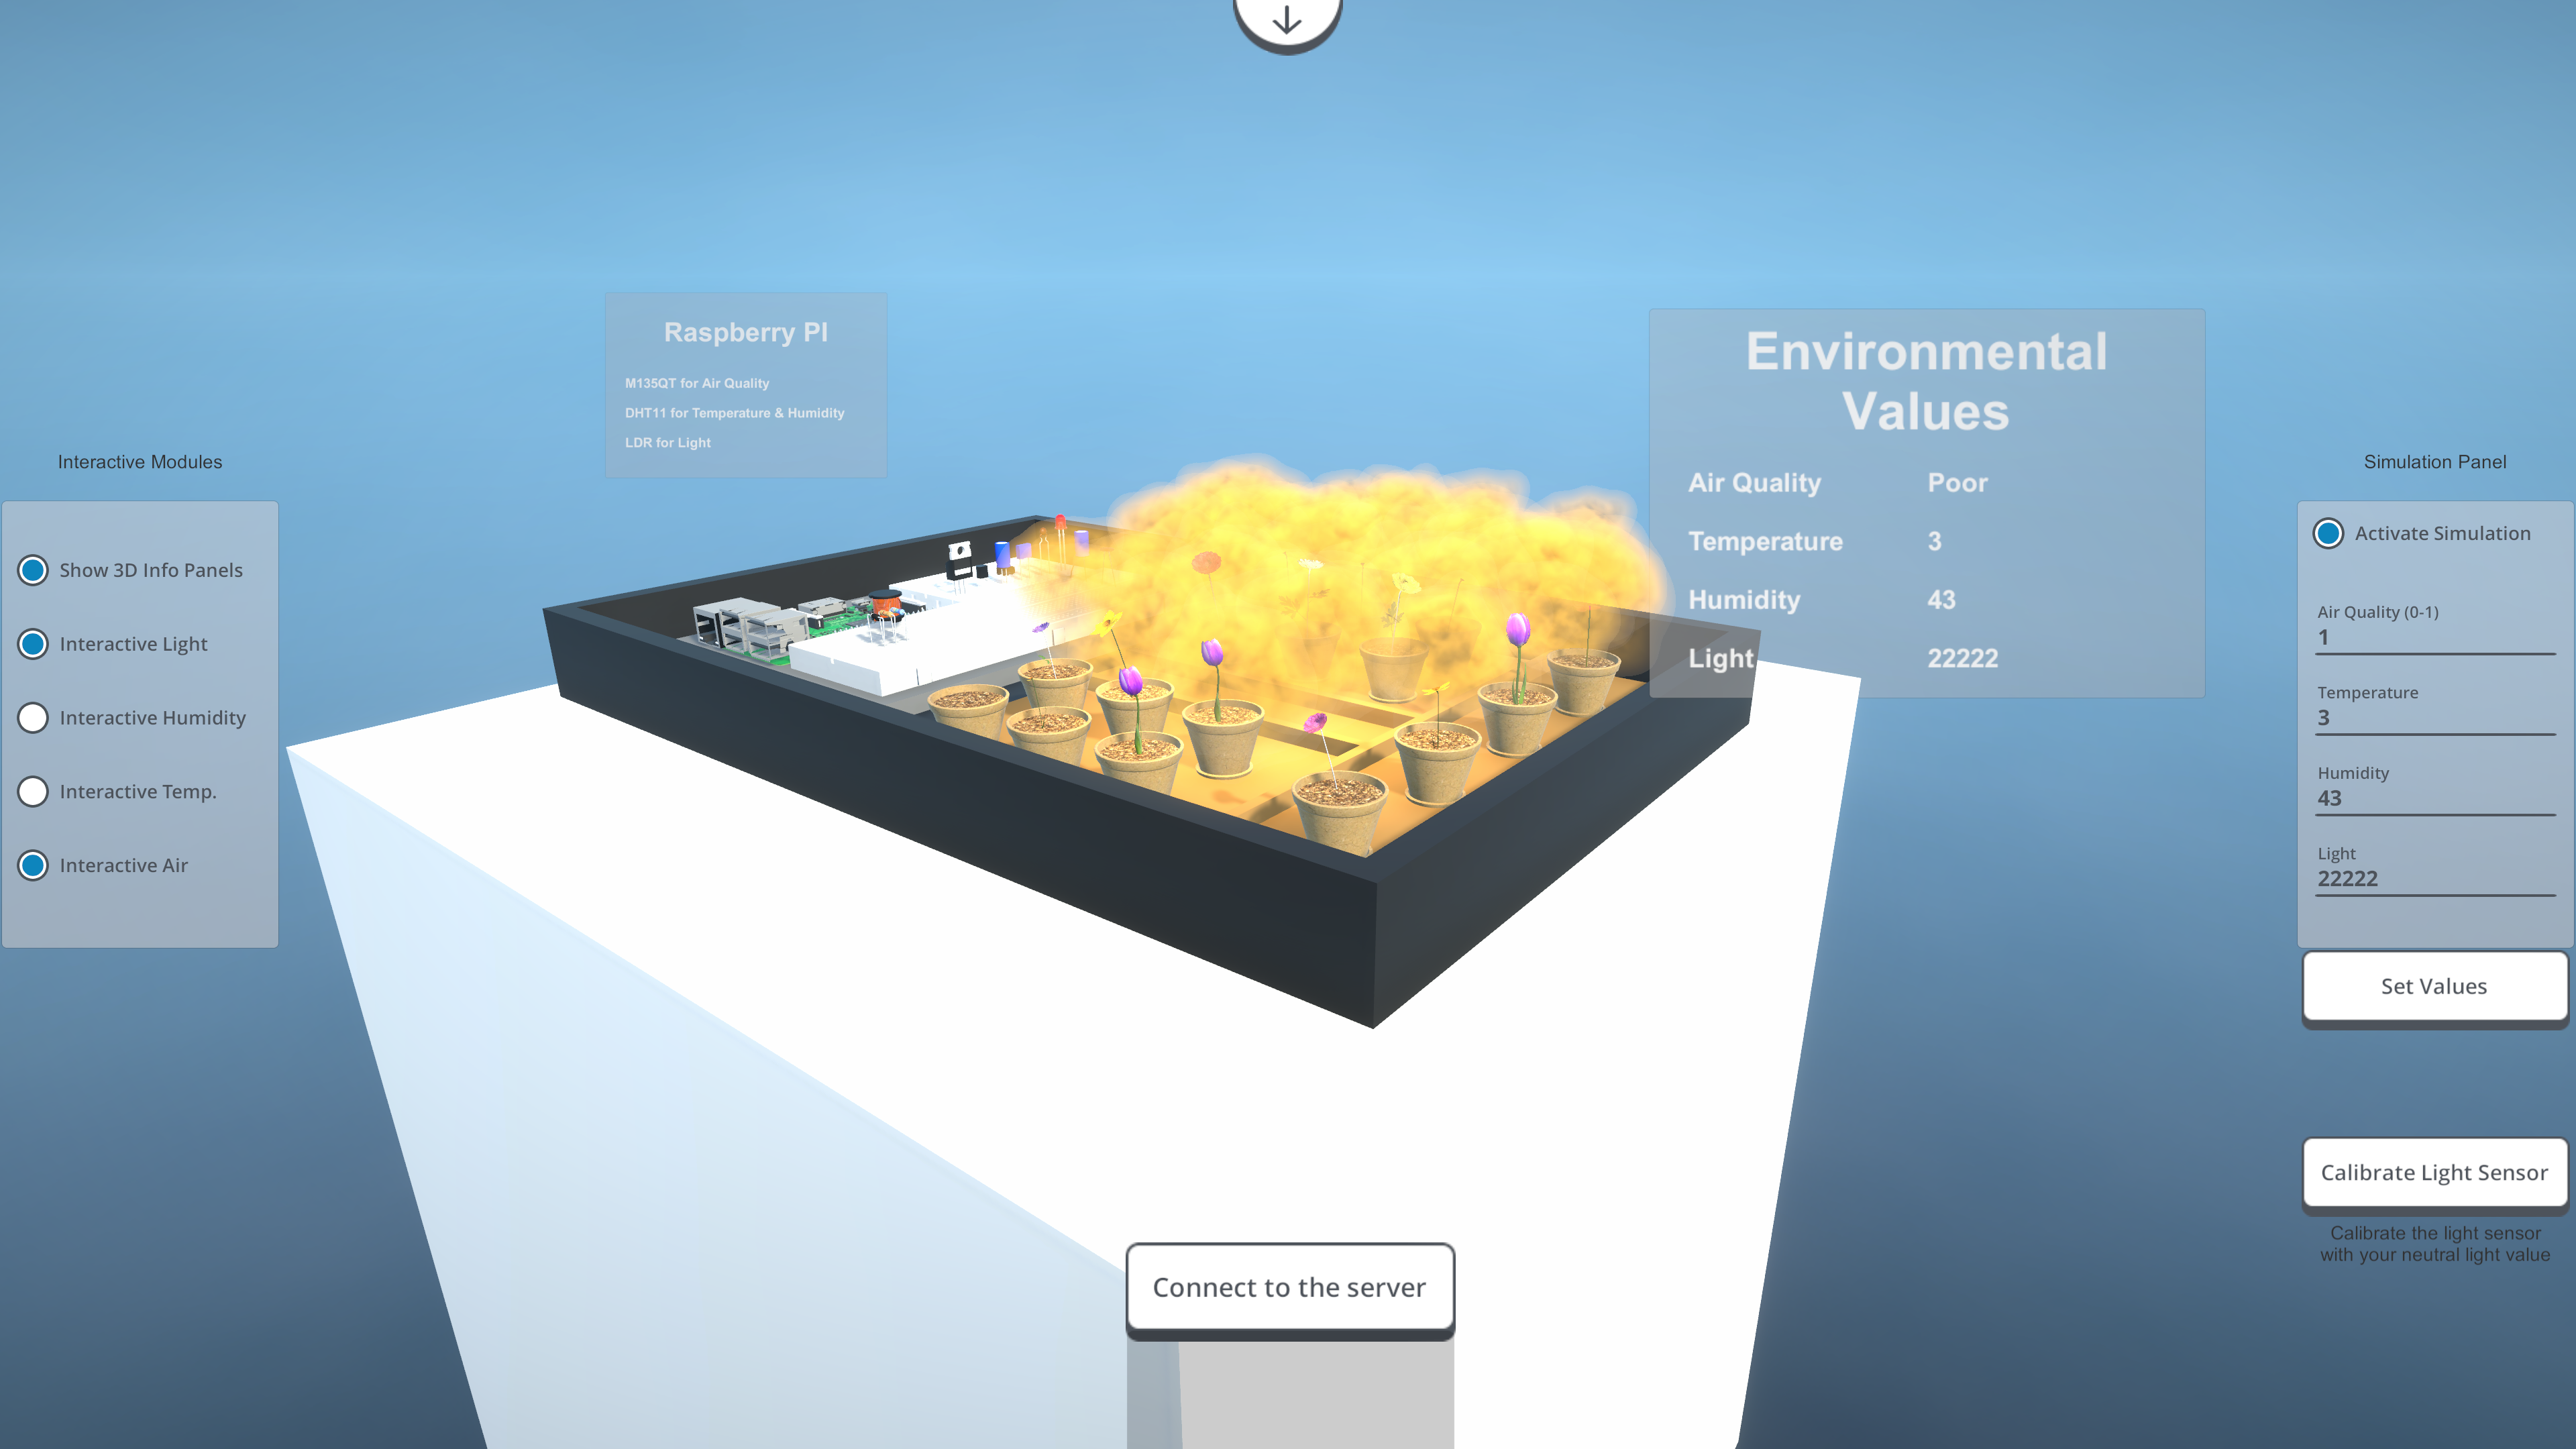 Raspberry PI
M135QT for Air Quality
DHT11 for Temperature & Humidity
LDR for Light
Environmental
Values
Air Quality Poor
Temperature 3
Humidity 43
Light 22222
Interactive Modules
Show 3D Info Panels
Interactive Light
Interactive Humidity
Interactive Temp.
Interactive Air
Simulation Panel
Activate Simulation
Air Quality (0-1)
1
Temperature
3
Humidity
43
Light
22222
Set Values
Calibrate Light Sensor
Calibrate the light sensor
with your neutral light value
Connect to the server